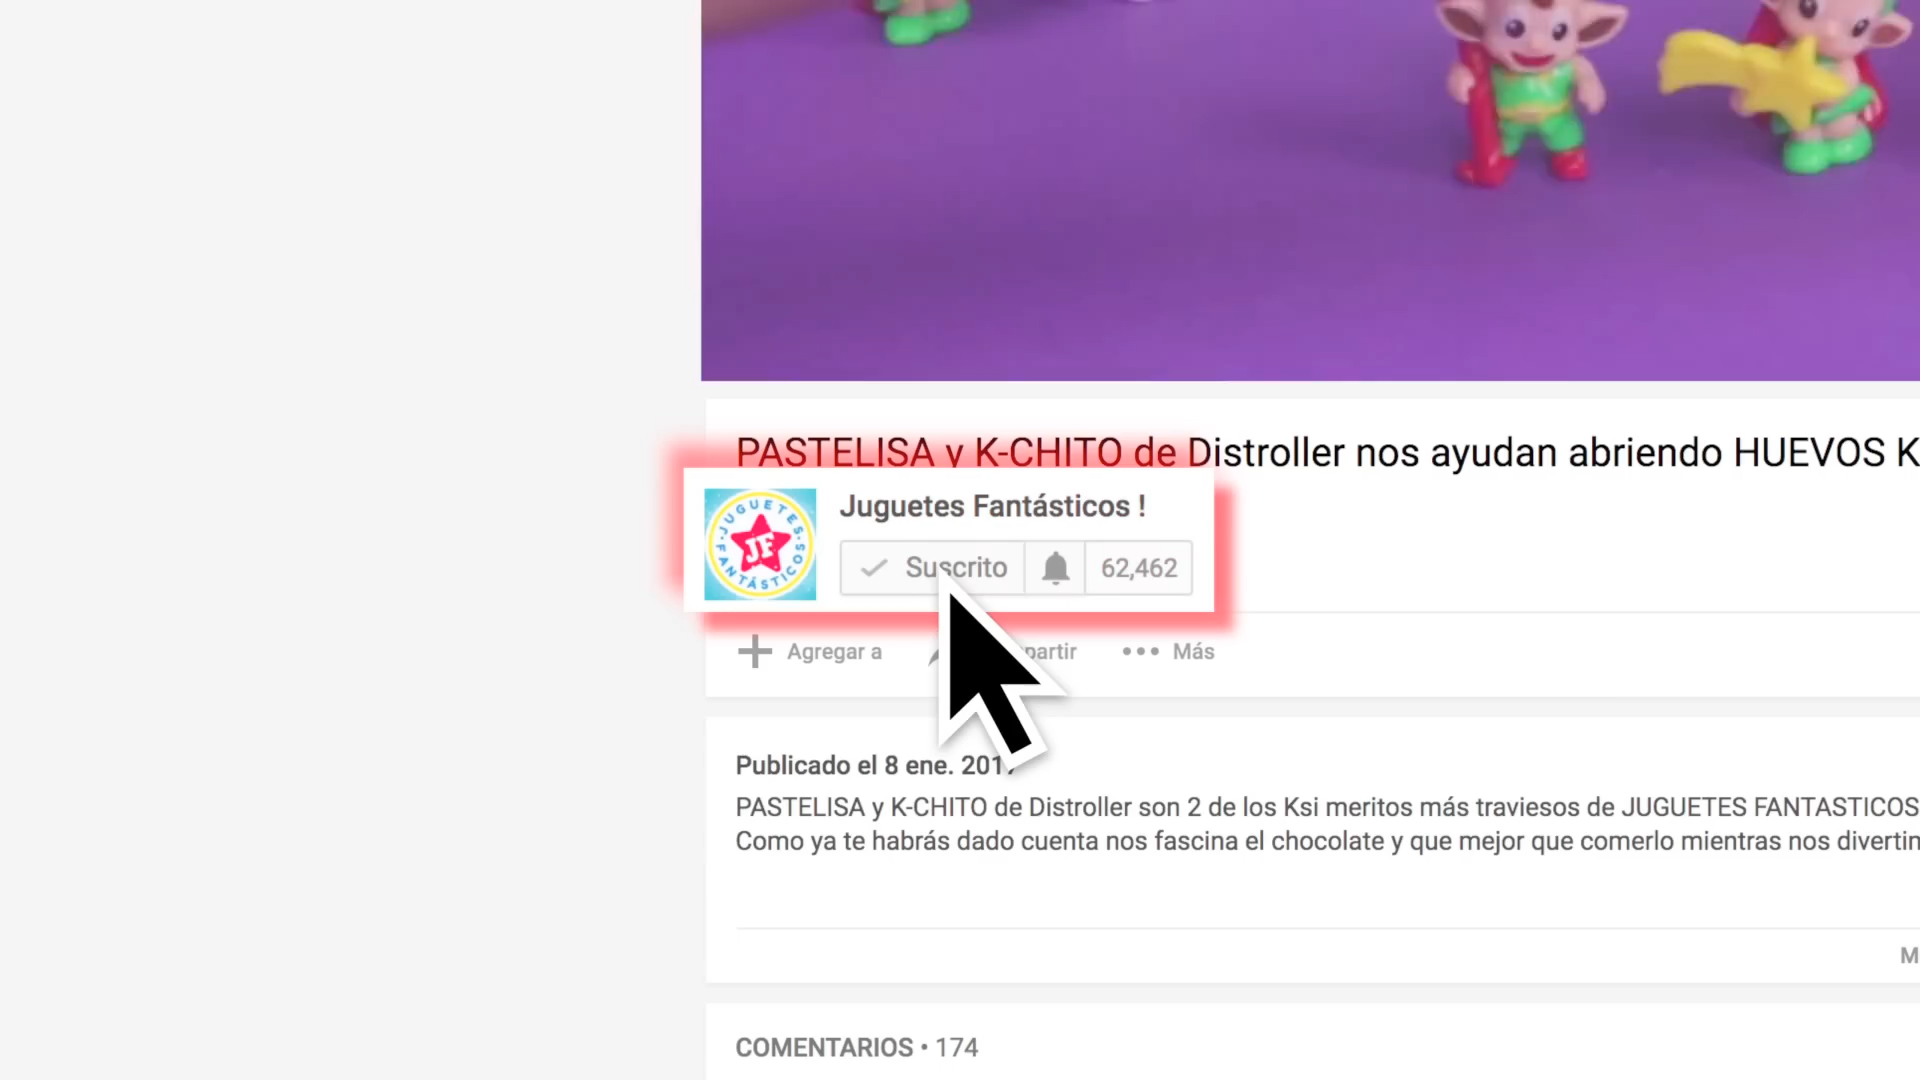 PASTELISA y K-CHITO de Distroller nos ayudan abriendo HUEVOS K
Juguetes Fantásticos !
JUGUETES
JF
FANTÁSTICOS
Suscrito
62,462
Agregar a
partir
Más
Publicado el 8 ene. 2017
PASTELISA y K-CHITO de Distroller son 2 de los Ksi meritos más traviesos de JUGUETES FANTASTICOS
Como ya te habrás dado cuenta nos fascina el chocolate y que mejor que comerlo mientras nos divertin
M
COMENTARIOS • 174